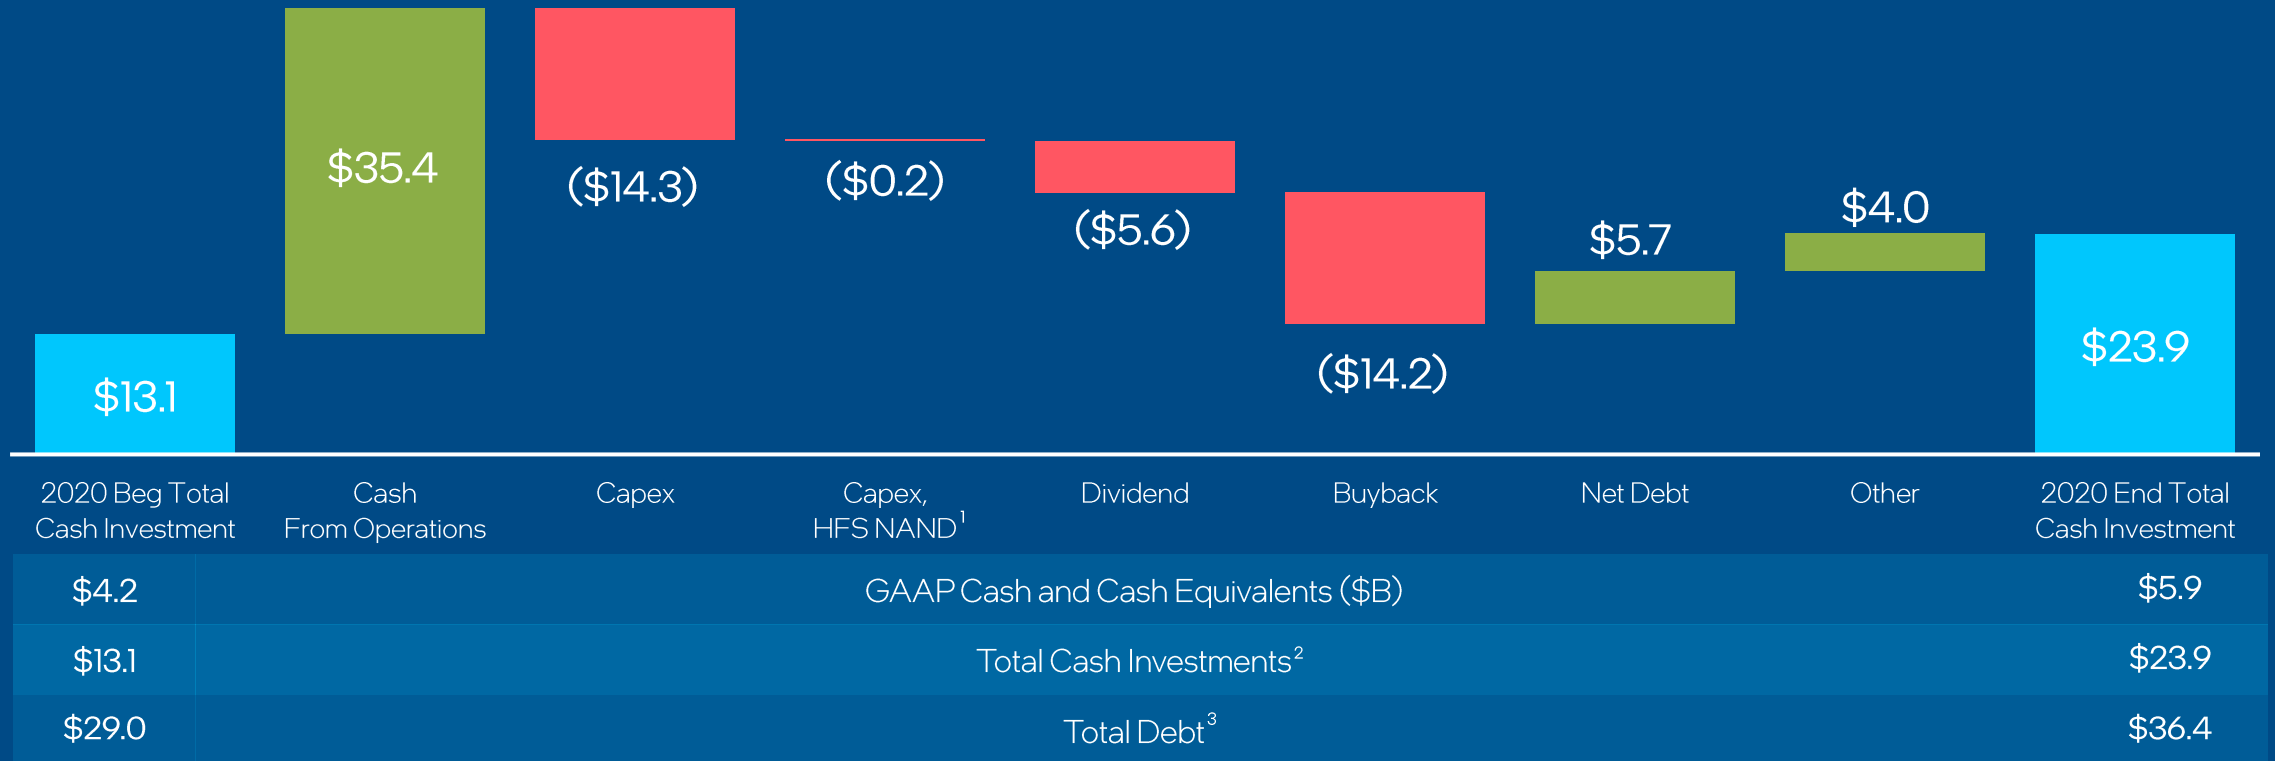 $35.4
($14.3)
($0.2)
($5.6)
$4.0
$5.7
$23.9
($14.2)
$13.1
2020 Beg Total
Cash Investment
Cash
From Operations
Capex
Capex,
HFS NAND1
Dividend
Buyback
Net Debt
Other
2020 End Total
Cash Investment
$4.2 GAAP Cash and Cash Equivalents ($B) $5.9
$13.1 Total Cash Investments2 $23.9
$29.0 Total Debt3 $36.4